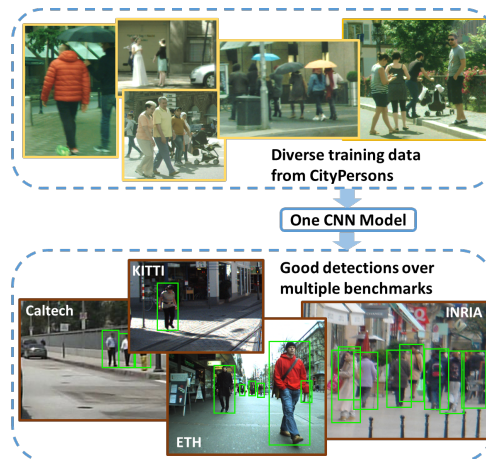 Diverse training data
from CityPersons
One CNN Model
Good detections over
multiple benchmarks
KITTI
Caltech
INRIA
ETH